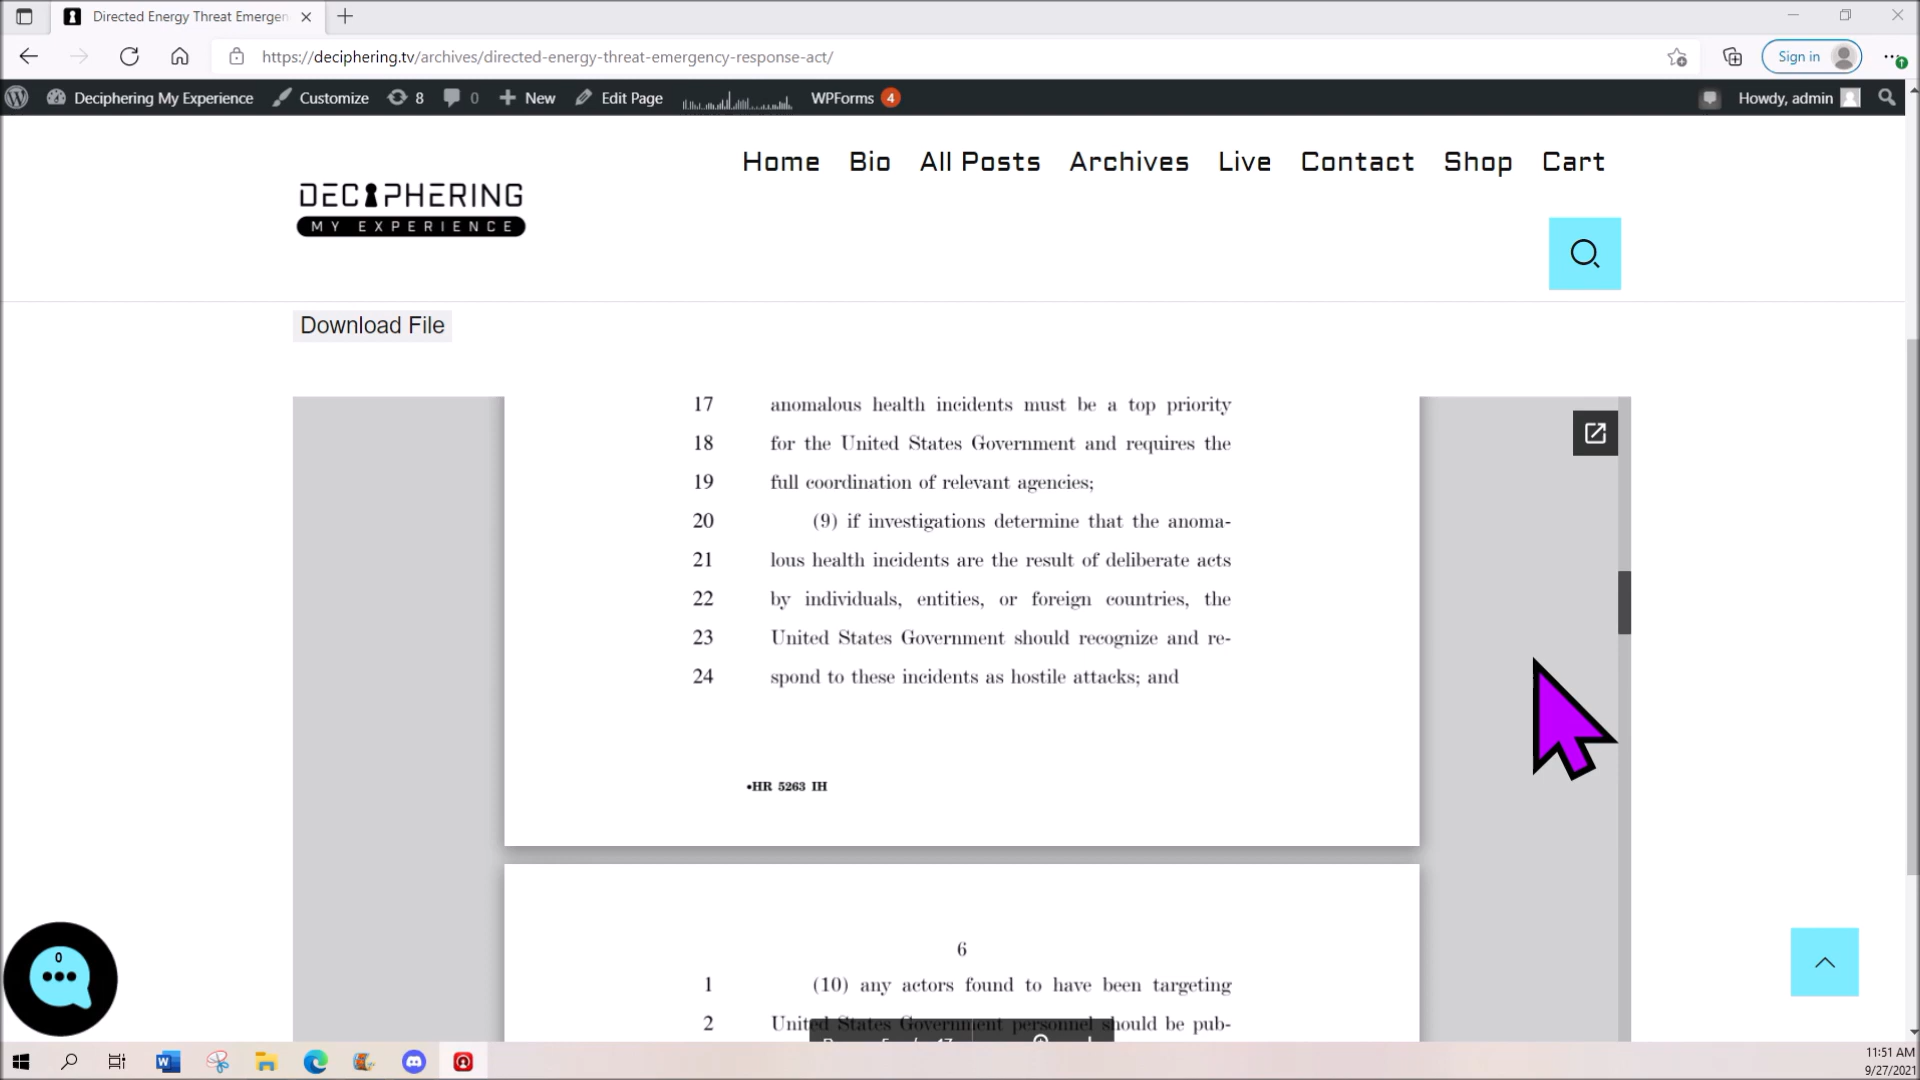 Directed Energy Threat Emergen
https://deciphering.tv/archives/directed-energy-threat-emergency-response-act/
Sign in
Deciphering My Experience
Customize
8
0
New
Edit Page
WPForms
4
Howdy, admin
Home
Bio
All Posts
Archives
Live
Contact
Shop
Cart
DECIPHERING
MY EXPERIENCE
Download File
17 anomalous health incidents must be a top priority
18 for the United States Government and requires the
19 full coordination of relevant agencies;
20 (9) if investigations determine that the anoma-
21 lous health incidents are the result of deliberate acts
22 by individuals, entities, or foreign countries, the
23 United States Government should recognize and re-
24 spond to these incidents as hostile attacks; and
•HR 5263 IH
6
1 (10) any actors found to have been targeting
2 United States Government personnel should be pub-
0
11:51 AM
9/27/2021